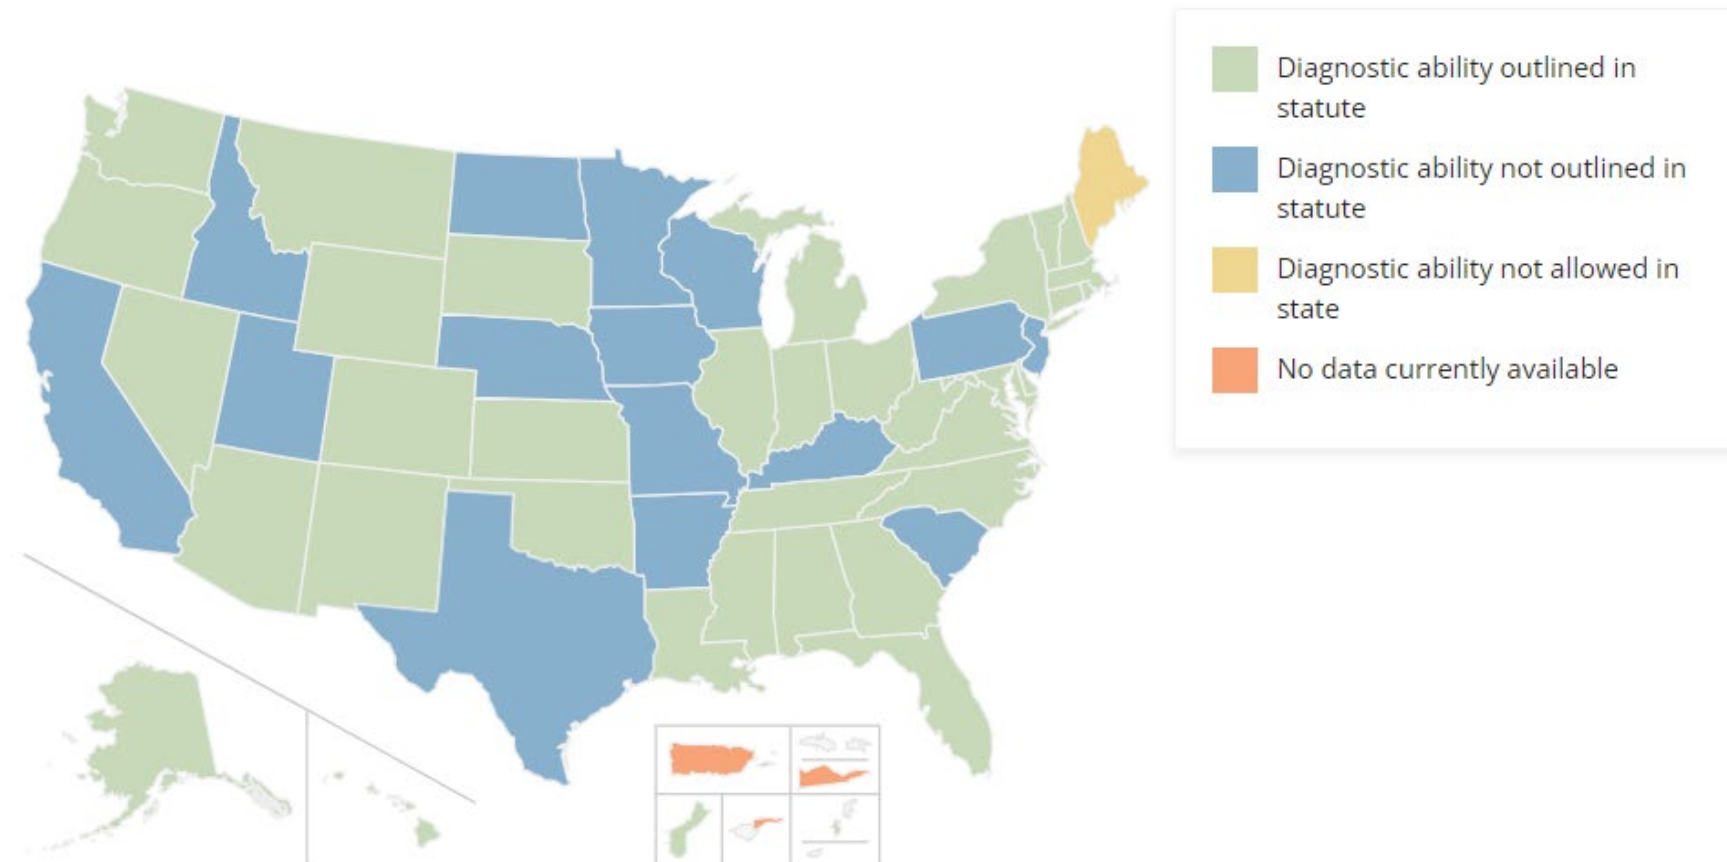 Diagnostic ability outlined in
statute
Diagnostic ability not outlined in
statute
Diagnostic ability not allowed in
state
No data currently available